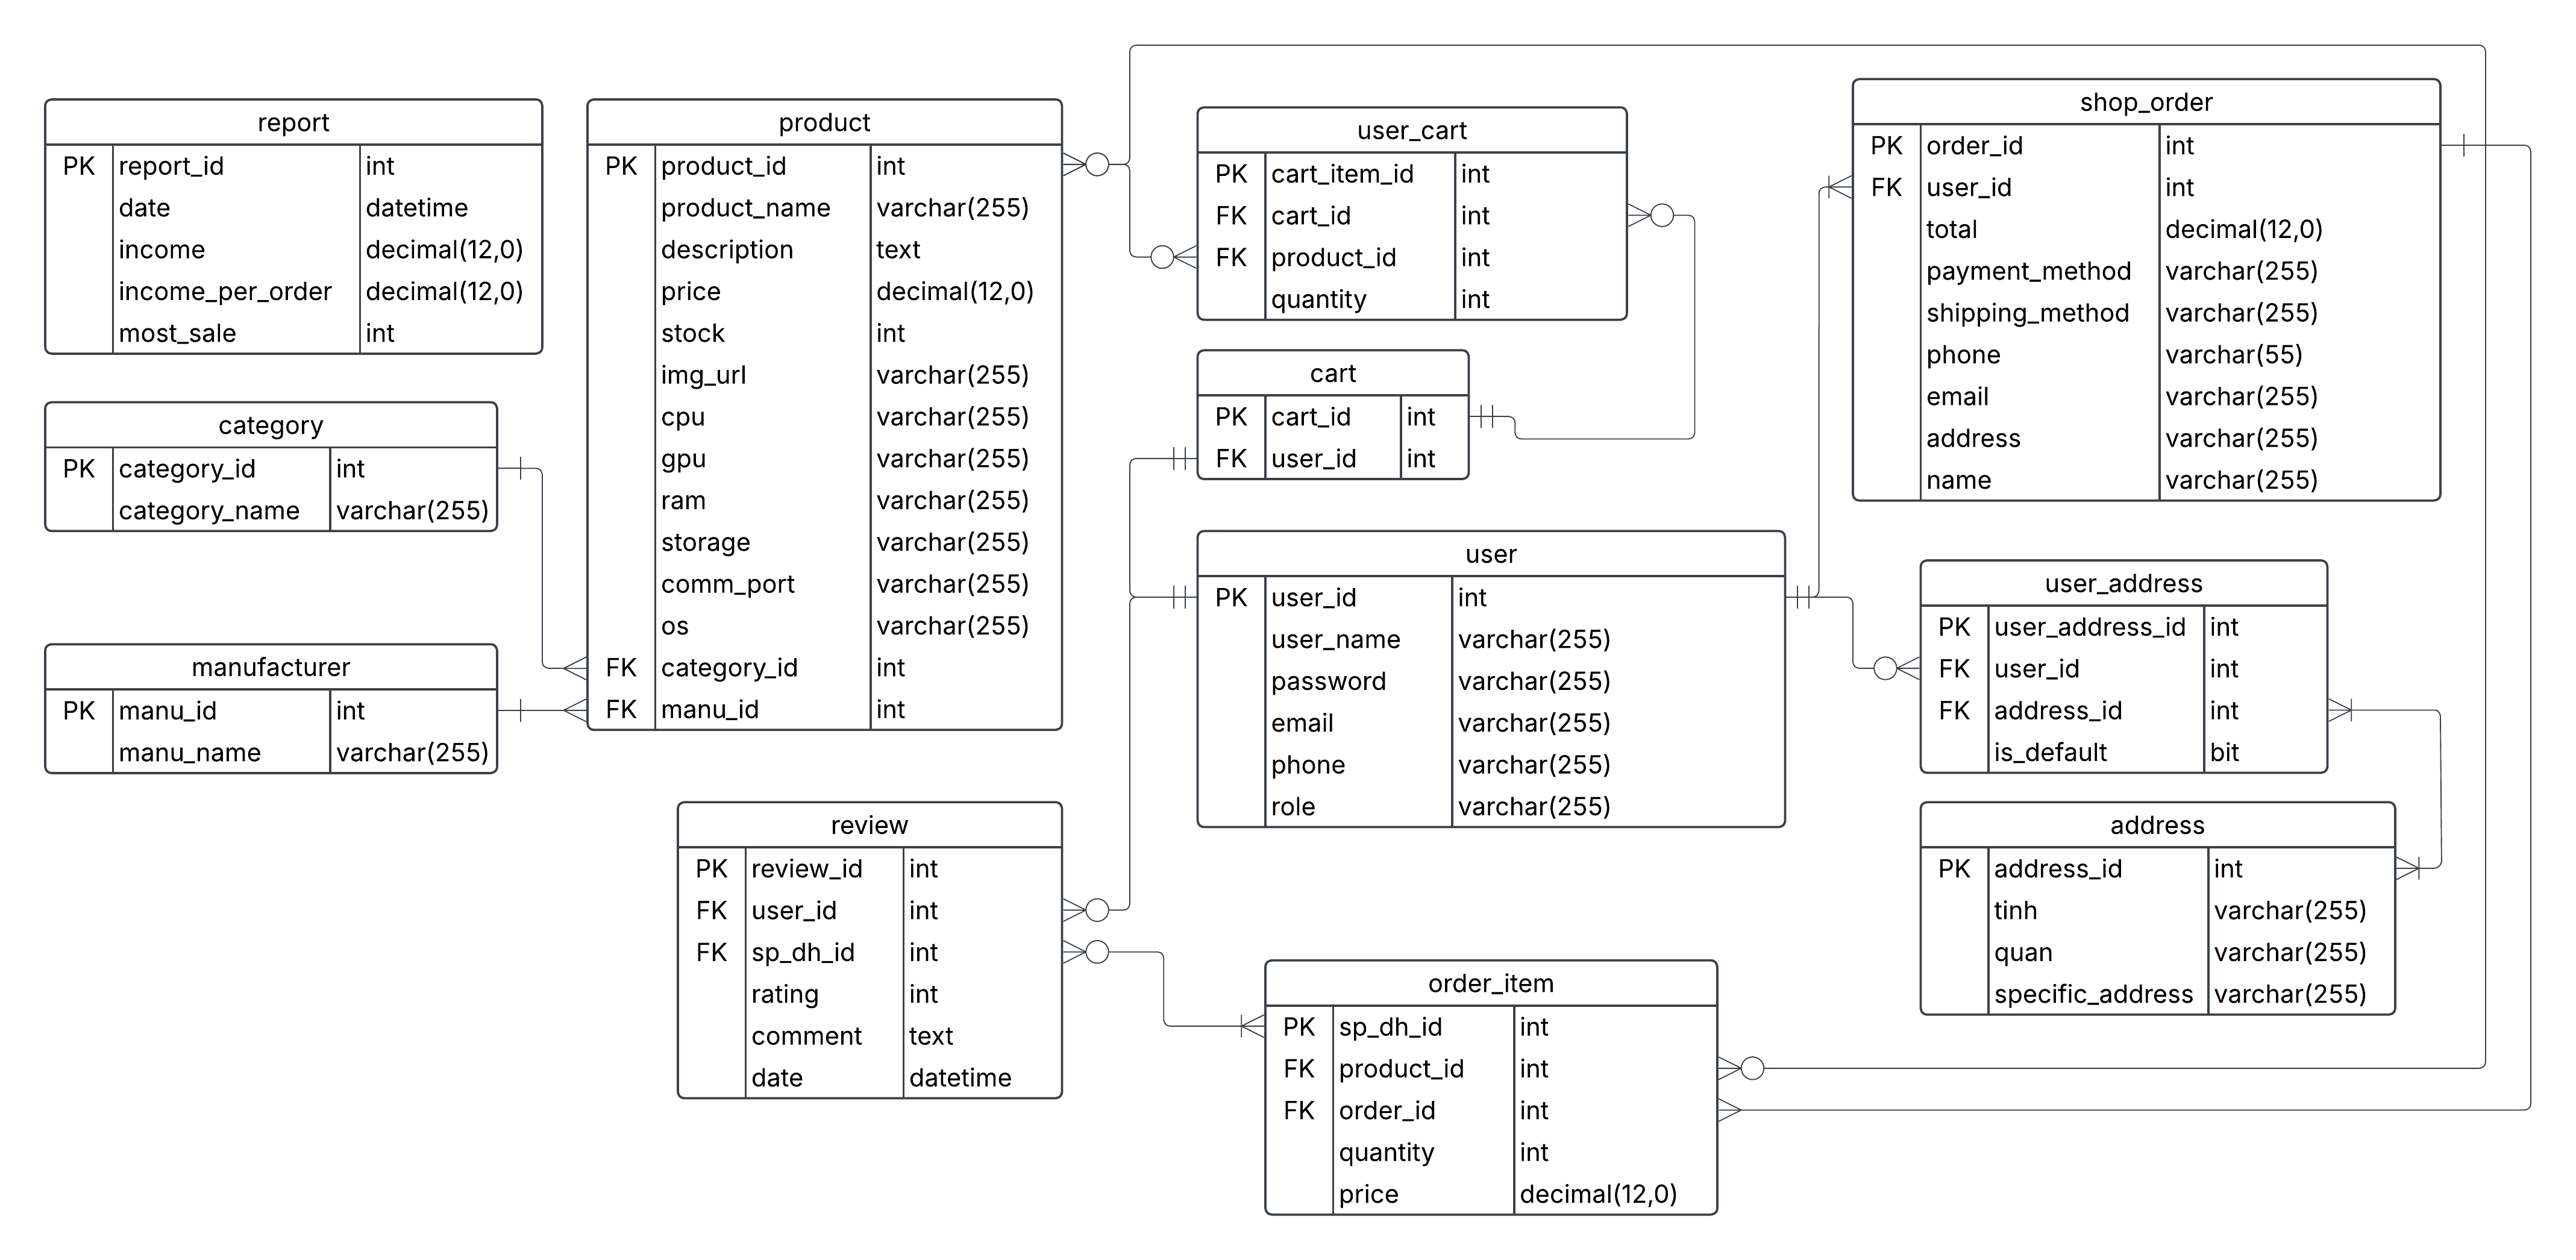 report
PK report_id int
date datetime
income decimal(12,0)
income_per_order decimal(12,0)
most_sale int
category
PK category_id int
category_name varchar(255)
manufacturer
PK manu_id int
manu_name varchar(255)
product
PK product_id int
product_name varchar(255)
description text
price decimal(12,0)
stock int
img_url varchar(255)
cpu varchar(255)
gpu varchar(255)
ram varchar(255)
storage varchar(255)
comm_port varchar(255)
os varchar(255)
FK category_id int
FK manu_id int
review
PK review_id int
FK user_id int
FK sp_dh_id int
rating int
comment text
date datetime
user_cart
PK cart_item_id int
FK cart_id int
FK product_id int
quantity int
cart
PK cart_id int
FK user_id int
user
PK user_id int
user_name varchar(255)
password varchar(255)
email varchar(255)
phone varchar(255)
role varchar(255)
order_item
PK sp_dh_id int
FK product_id int
FK order_id int
quantity int
price decimal(12,0)
shop_order
PK order_id int
FK user_id int
total decimal(12,0)
payment_method varchar(255)
shipping_method varchar(255)
phone varchar(55)
email varchar(255)
address varchar(255)
name varchar(255)
user_address
PK user_address_id int
FK user_id int
FK address_id int
is_default bit
address
PK address_id int
tinh varchar(255)
quan varchar(255)
specific_address varchar(255)